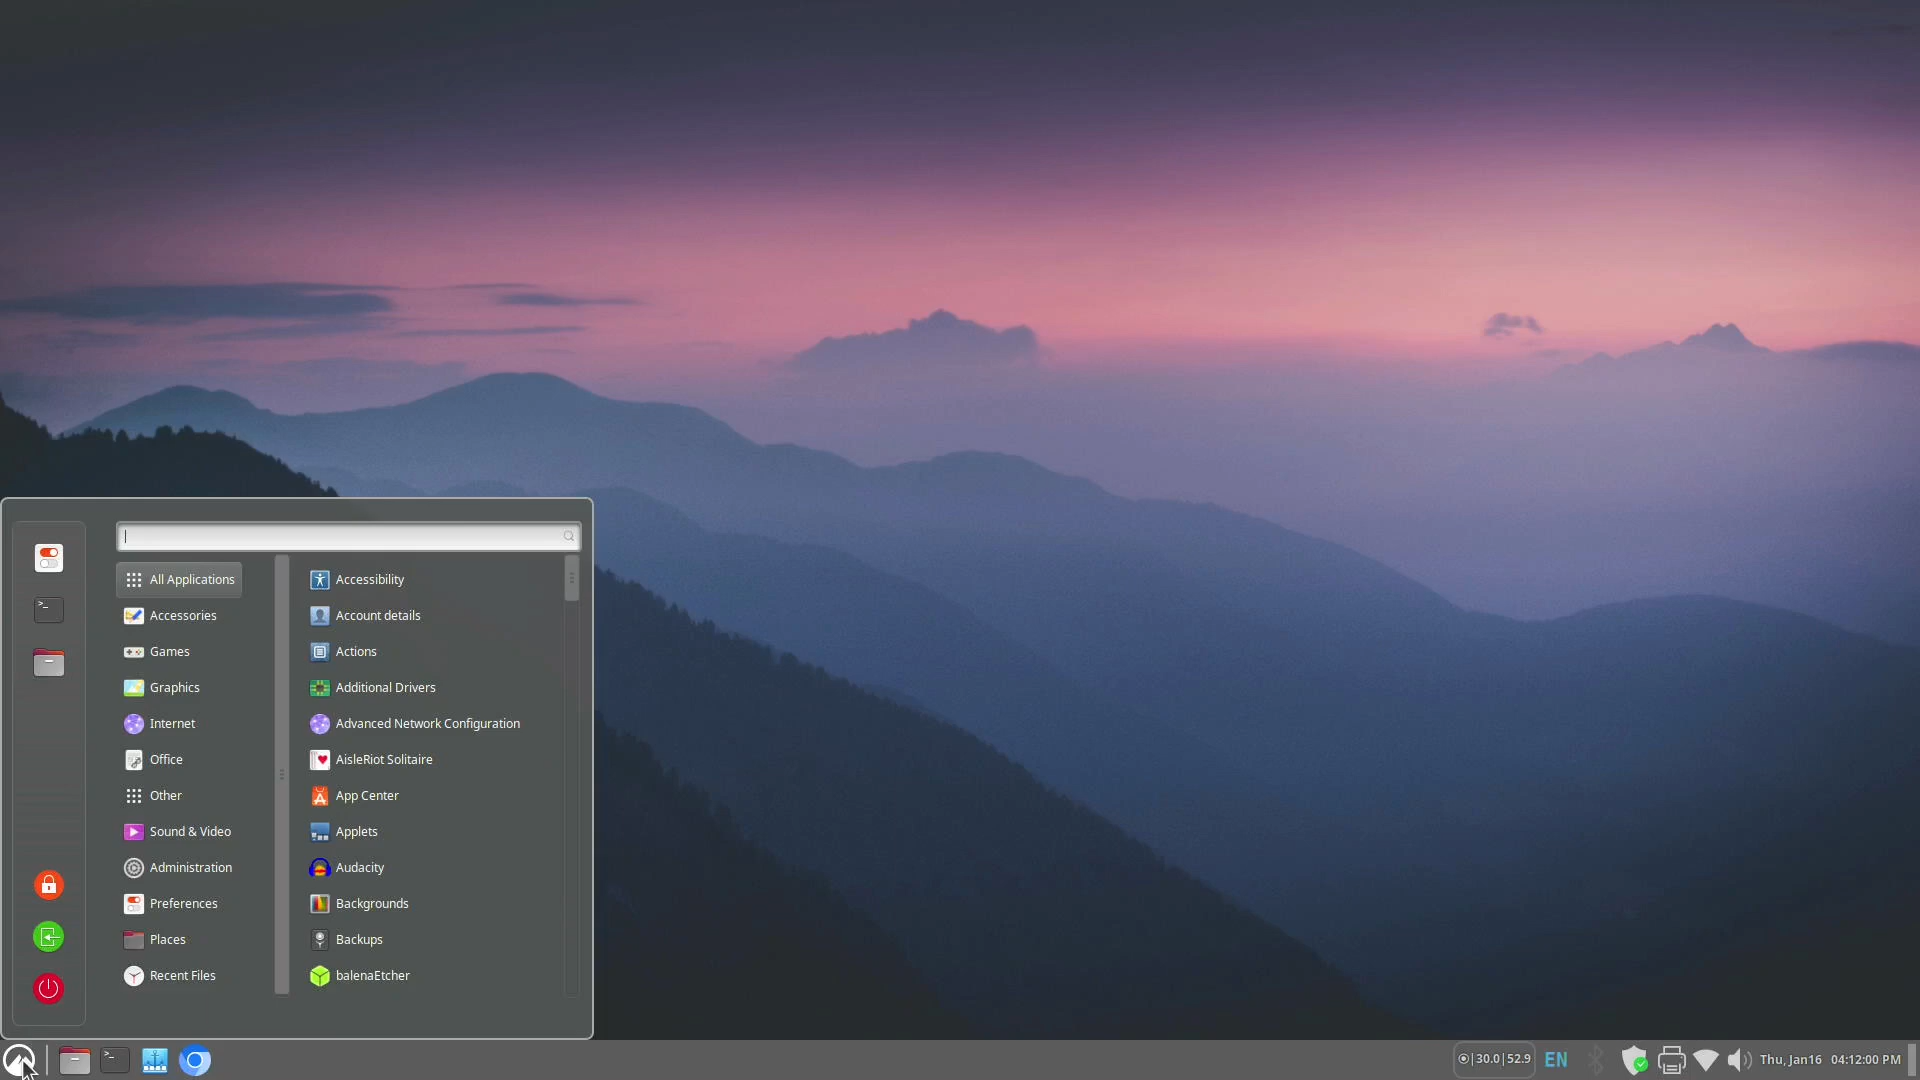 All Applications
Accessories
Games
Graphics
Internet
Office
Other
Sound & Video
Administration
Preferences
Places
Recent Files
Accessibility
Account details
Actions
Additional Drivers
Advanced Network Configuration
AisleRiot Solitaire
App Center
Applets
Audacity
Backgrounds
Backups
balenaEtcher
|30.0|52.9 EN Thu, Jan16 04:12:00 PM